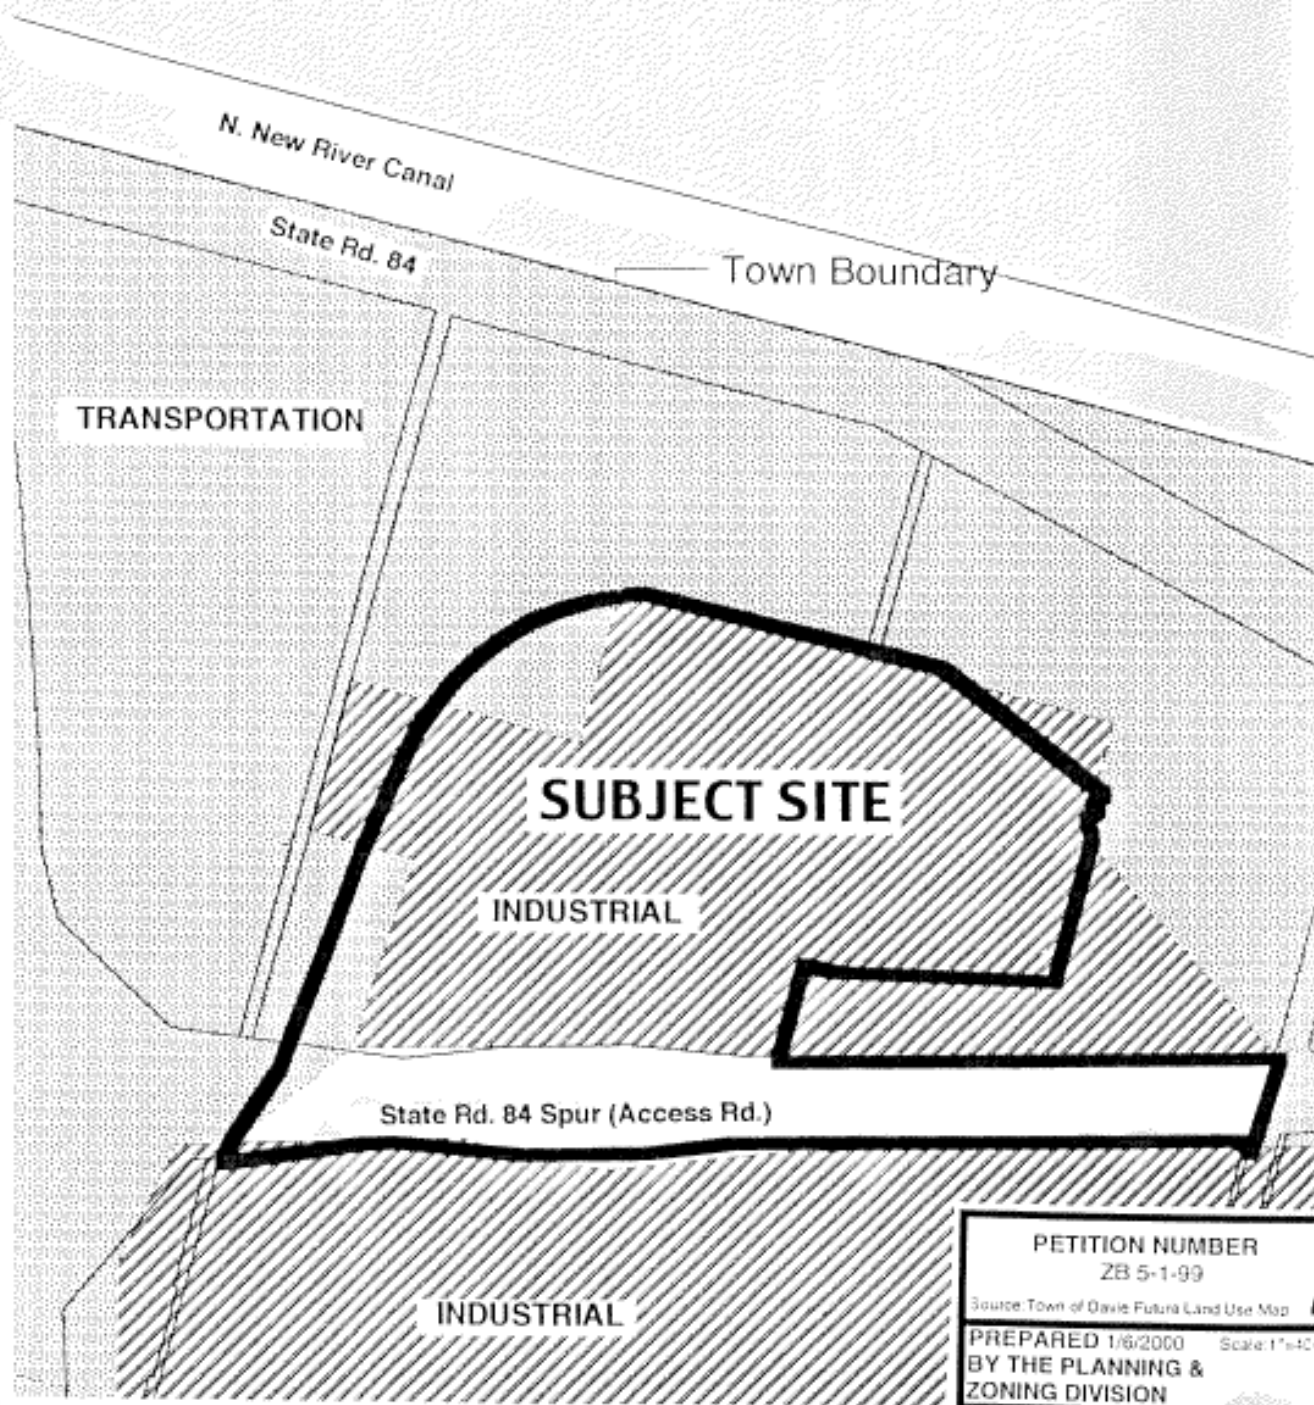 N. New River Canal
State Rd. 84
Town Boundary
TRANSPORTATION
SUBJECT SITE
INDUSTRIAL
State Rd. 84 Spur (Access Rd.)
INDUSTRIAL
PETITION NUMBER
ZB 5-1-99
Source: Town of Davie Future Land Use Map
PREPARED 1/6/2000
Scale: 1"=
BY THE PLANNING &
ZONING DIVISION